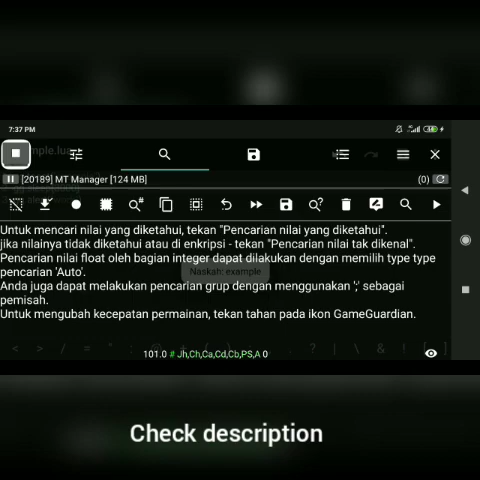 7:37 PM
[20189] MT Manager [124 MB]
(0)
Untuk mencari nilai yang diketahui, tekan "Pencarian nilai yang diketahui".
jika nilainya tidak diketahui atau di enkripsi - tekan "Pencarian nilai tak dikenal".
Pencarian nilai float oleh bagian integer dapat dilakukan dengan memilih type type
pencarian 'Auto'.
Naskah: example
Anda juga dapat melakukan pencarian grup dengan menggunakan ';' sebagai
pemisah.
Untuk mengubah kecepatan permainan, tekan tahan pada ikon GameGuardian.
101.0 # Jh,Ch,Ca,Cd,Cb,PS,A 0
Check description